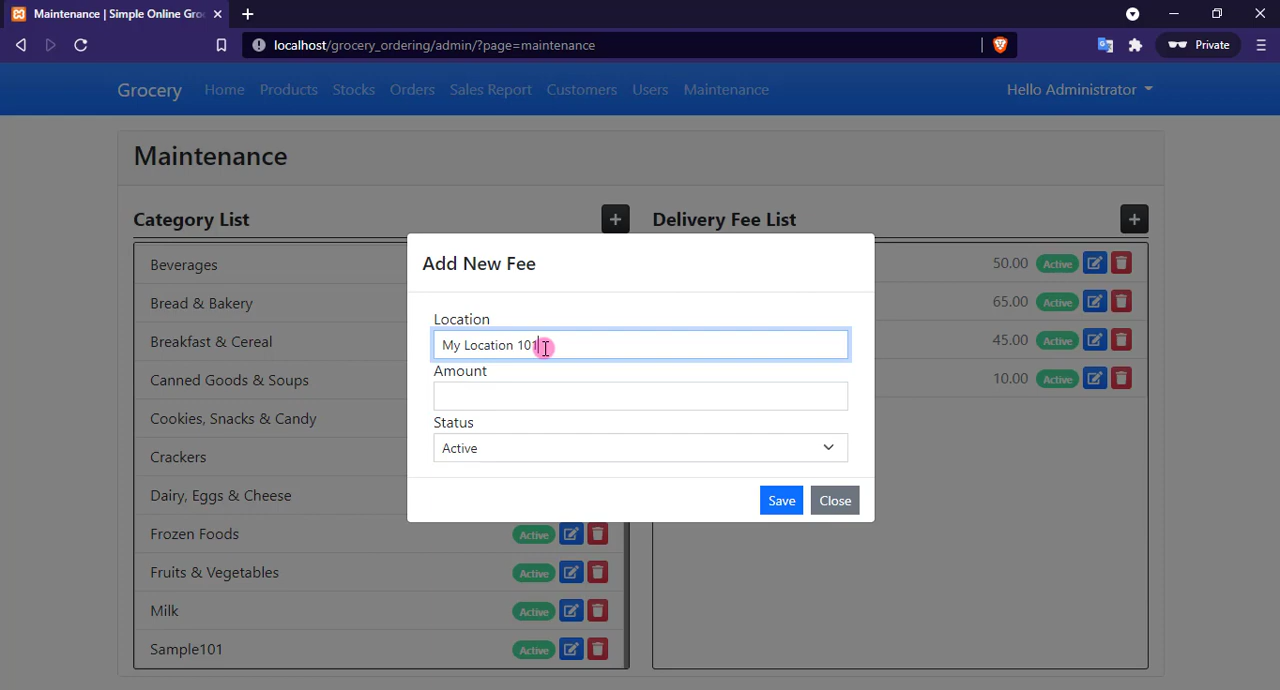 Maintenance | Simple Online Gro
localhost/grocery_ordering/admin/?page=maintenance
Private
Grocery Home Products Stocks Orders Sales Report Customers Users Maintenance Hello Administrator
Maintenance
Category List
Delivery Fee List
Beverages
Bread & Bakery
Breakfast & Cereal
Canned Goods & Soups
Cookies, Snacks & Candy
Crackers
Dairy, Eggs & Cheese
Frozen Foods Active
Fruits & Vegetables Active
Milk Active
Sample101 Active
50.00 Active
65.00 Active
45.00 Active
10.00 Active
Add New Fee
Location
My Location 101
Amount
Status
Active
Save Close